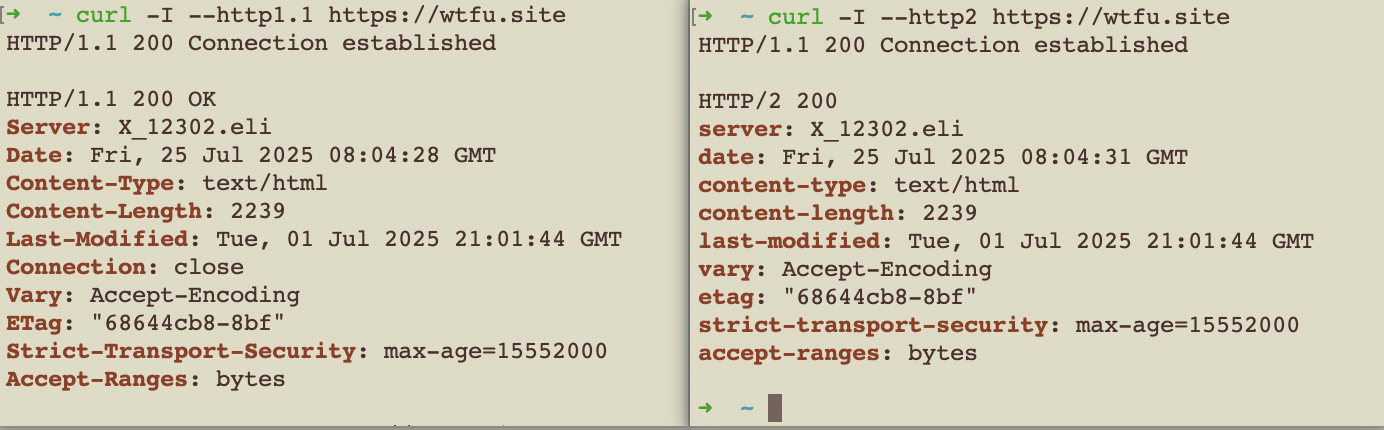 [➜ ~ curl -I --http1.1 https://wtfu.site
HTTP/1.1 200 Connection established
HTTP/1.1 200 OK
Server: X_12302.eli
Date: Fri, 25 Jul 2025 08:04:28 GMT
Content-Type: text/html
Content-Length: 2239
Last-Modified: Tue, 01 Jul 2025 21:01:44 GMT
Connection: close
Vary: Accept-Encoding
ETag: "68644cb8-8bf"
Strict-Transport-Security: max-age=15552000
Accept-Ranges: bytes
[➜ ~ curl -I --http2 https://wtfu.site
HTTP/1.1 200 Connection established
HTTP/2 200
server: X_12302.eli
date: Fri, 25 Jul 2025 08:04:31 GMT
content-type: text/html
content-length: 2239
last-modified: Tue, 01 Jul 2025 21:01:44 GMT
vary: Accept-Encoding
etag: "68644cb8-8bf"
strict-transport-security: max-age=15552000
accept-ranges: bytes
➜ ~